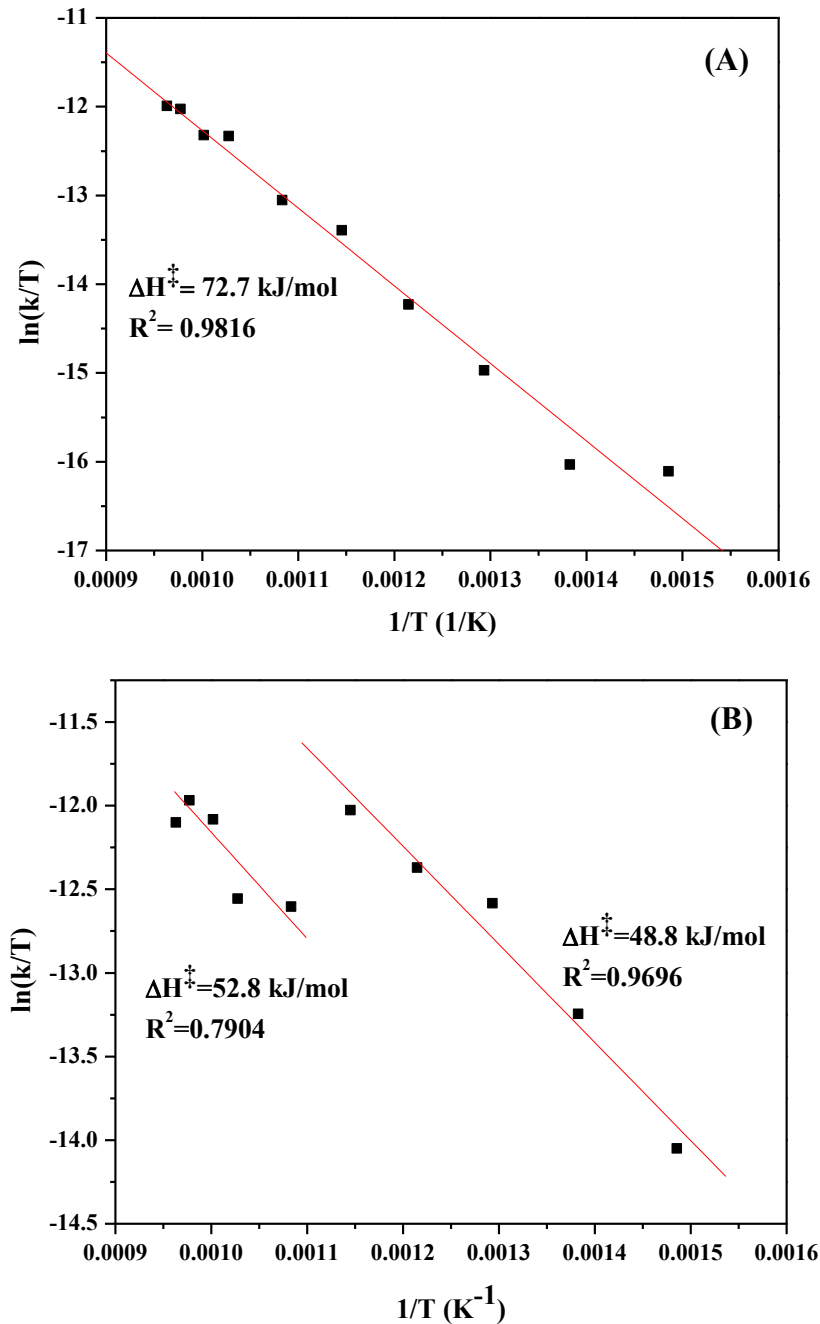 (A)
-11
-12
-13
-14
-15
-16
-17
ln(k/T)
ΔH‡= 72.7 kJ/mol
R²= 0.9816
0.0009 0.0010 0.0011 0.0012 0.0013 0.0014 0.0015 0.0016
1/T (1/K)
(B)
-11.5
-12.0
-12.5
-13.0
-13.5
-14.0
-14.5
ln(k/T)
ΔH‡=48.8 kJ/mol
R²=0.9696
ΔH‡=52.8 kJ/mol
R²=0.7904
0.0009 0.0010 0.0011 0.0012 0.0013 0.0014 0.0015 0.0016
1/T (K⁻¹)